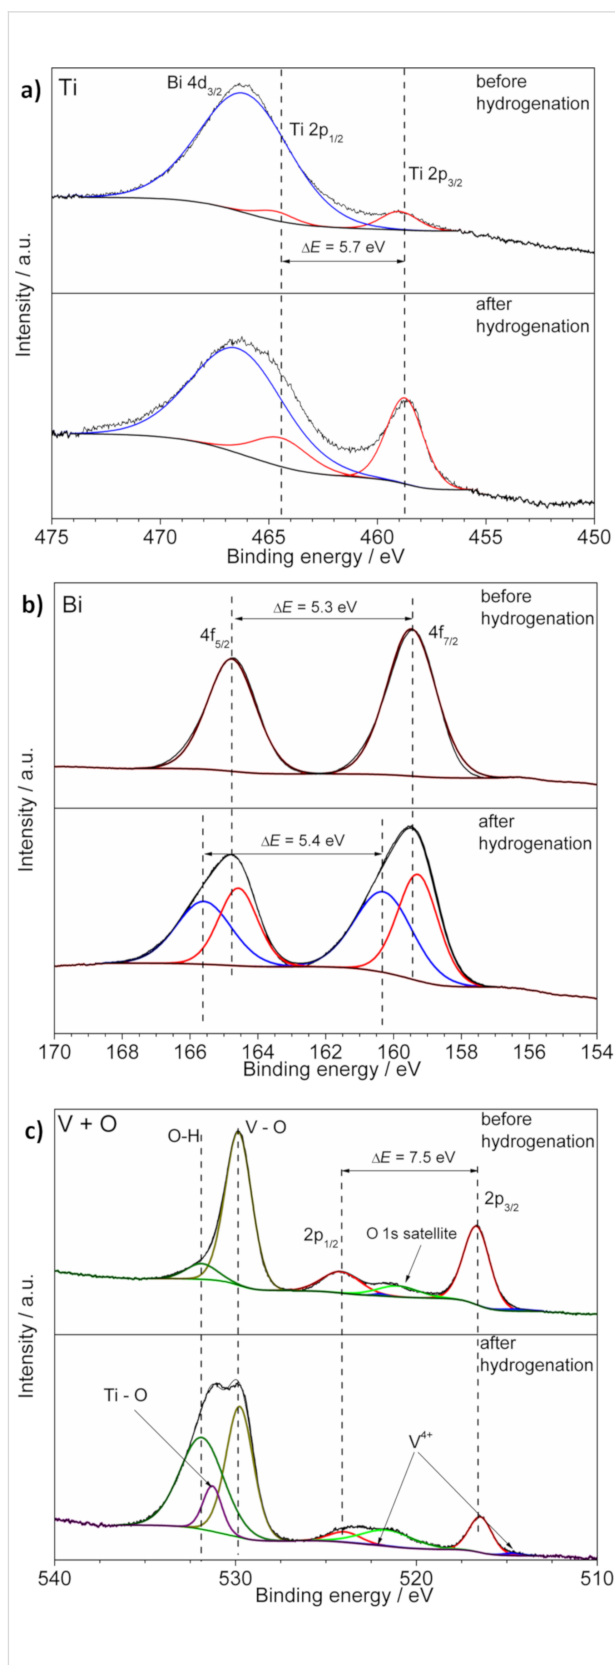 a) Ti
Bi 4d3/2
before
hydrogenation
Ti 2p1/2
Ti 2p3/2
ΔE = 5.7 eV
after
hydrogenation
Intensity / a.u.
475 470 465 460 455 450
Binding energy / eV
b) Bi
before
hydrogenation
ΔE = 5.3 eV
4f5/2
4f7/2
after
hydrogenation
ΔE = 5.4 eV
Intensity / a.u.
170 168 166 164 162 160 158 156 154
Binding energy / eV
c) V + O
before
hydrogenation
O-H
V - O
ΔE = 7.5 eV
2p3/2
2p1/2
O 1s satellite
after
hydrogenation
Ti - O
V4+
Intensity / a.u.
540 530 520 510
Binding energy / eV